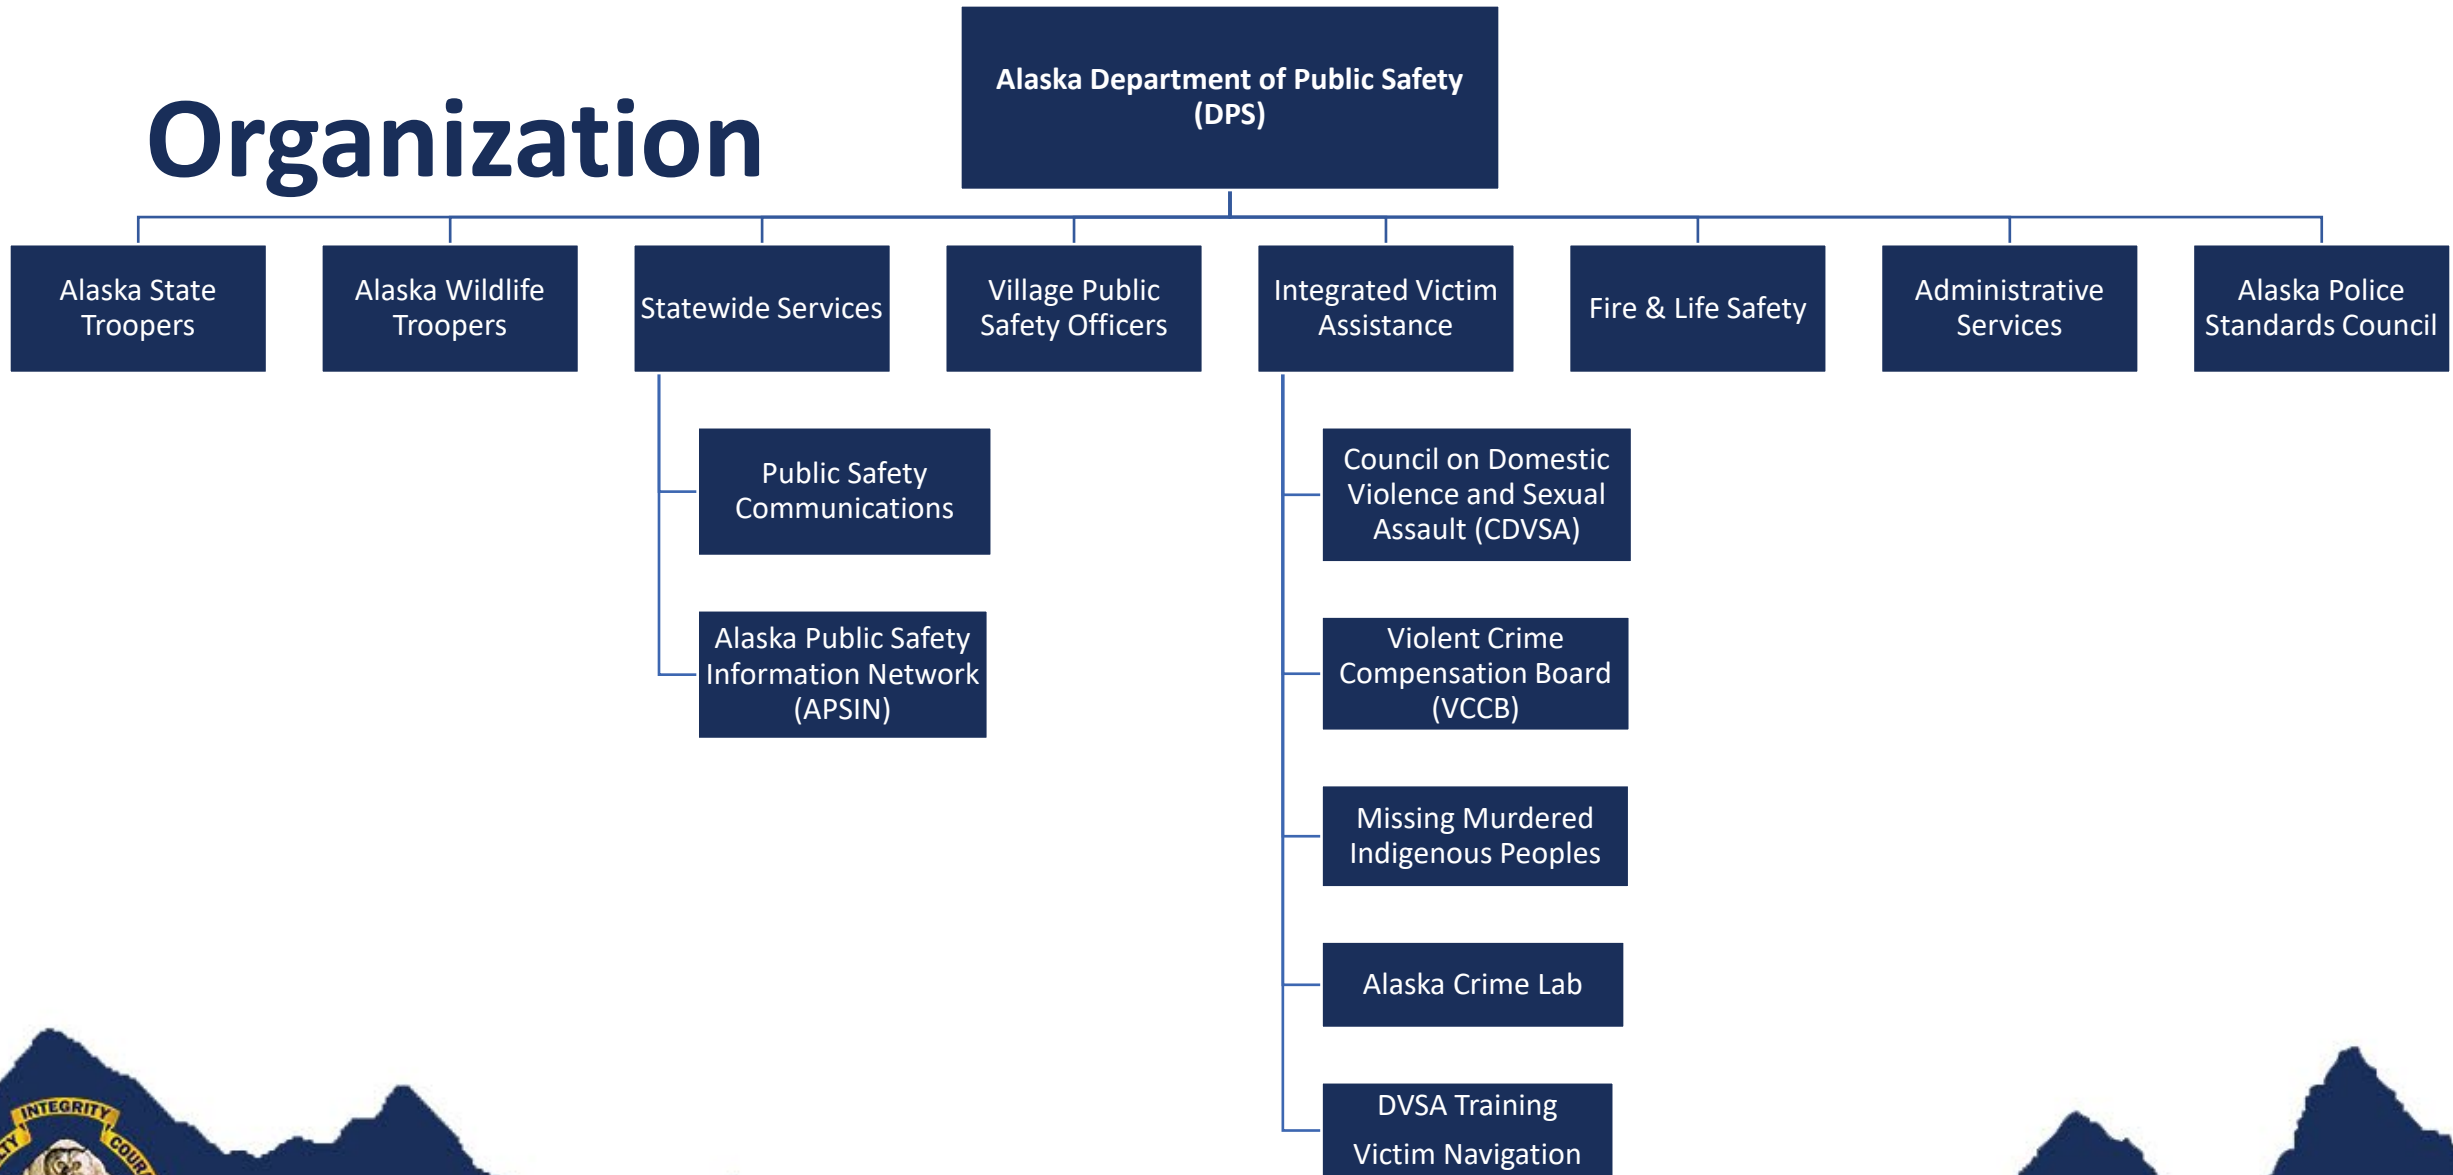 Organization
Alaska Department of Public Safety
(DPS)
Alaska State
Troopers
Alaska Wildlife
Troopers
Statewide Services
Village Public
Safety Officers
Integrated Victim
Assistance
Fire & Life Safety
Administrative
Services
Alaska Police
Standards Council
Public Safety
Communications
Alaska Public Safety
Information Network
(APSIN)
Council on Domestic
Violence and Sexual
Assault (CDVSA)
Violent Crime
Compensation Board
(VCCB)
Missing Murdered
Indigenous Peoples
Alaska Crime Lab
DVSA Training
Victim Navigation
INTEGRITY